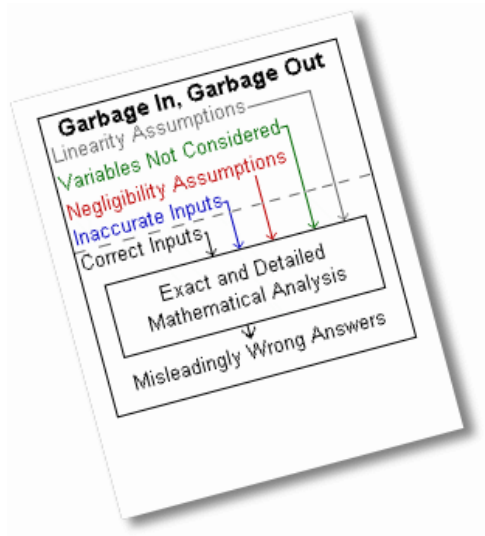 Garbage In, Garbage Out
Linearity Assumptions
Variables Not Considered
Negligibility Assumptions
Inaccurate Inputs
Correct Inputs
Exact and Detailed
Mathematical Analysis
Misleadingly Wrong Answers